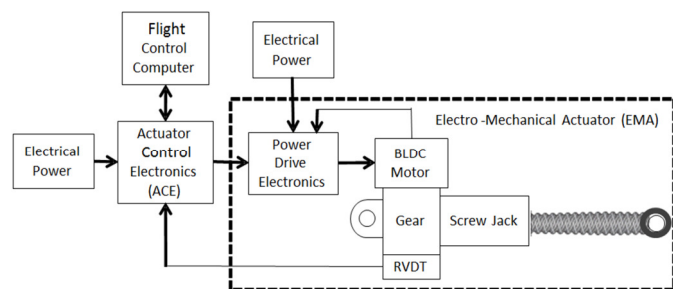 Flight
Control
Computer
Electrical
Power
Electro -Mechanical Actuator (EMA)
Electrical
Power
Actuator
Control
Electronics
(ACE)
Power
Drive
Electronics
BLDC
Motor
Gear
Screw Jack
RVDT